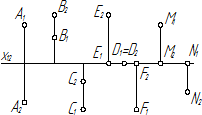 A₁ B₂ E₂ M₁
B₁
x₁₂ E₁ D₁=D₂ M₂ N₁
C₂ F₂
A₂ C₁ F₁ N₂